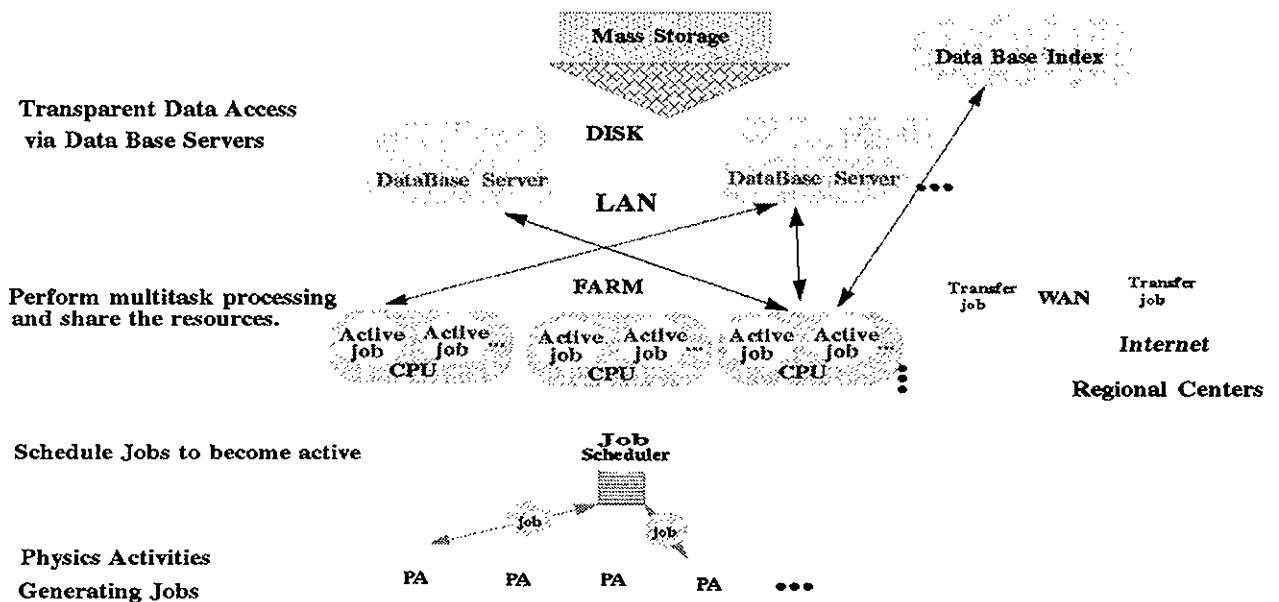 Mass Storage
Data Base Index
Transparent Data Access
via Data Base Servers
DISK
DataBase Server
DataBase Server
LAN
Perform multitask processing
and share the resources.
FARM
Active job
Active job ...
CPU
Active job
Active job ...
CPU
Active job
Active job ...
CPU
Transfer job
WAN
Transfer job
Internet
Regional Centers
Schedule Jobs to become active
Job
Scheduler
job
job
Physics Activities
Generating Jobs
PA PA PA PA